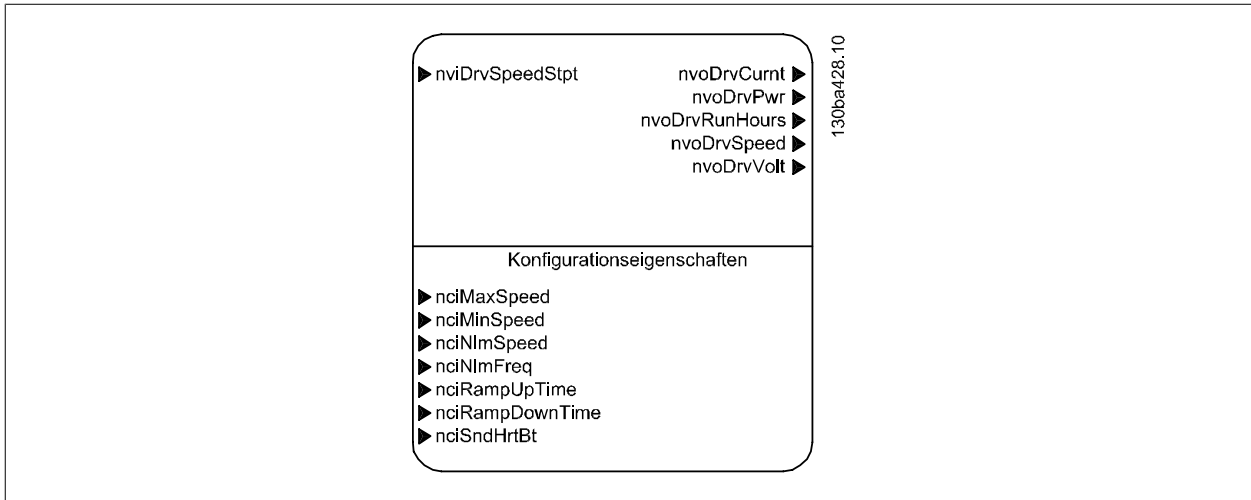 nviDrvSpeedStpt
nvoDrvCurnt
nvoDrvPwr
nvoDrvRunHours
nvoDrvSpeed
nvoDrvVolt
130ba428.10
Konfigurationseigenschaften
nciMaxSpeed
nciMinSpeed
nciNlmSpeed
nciNlmFreq
nciRampUpTime
nciRampDownTime
nciSndHrtBt